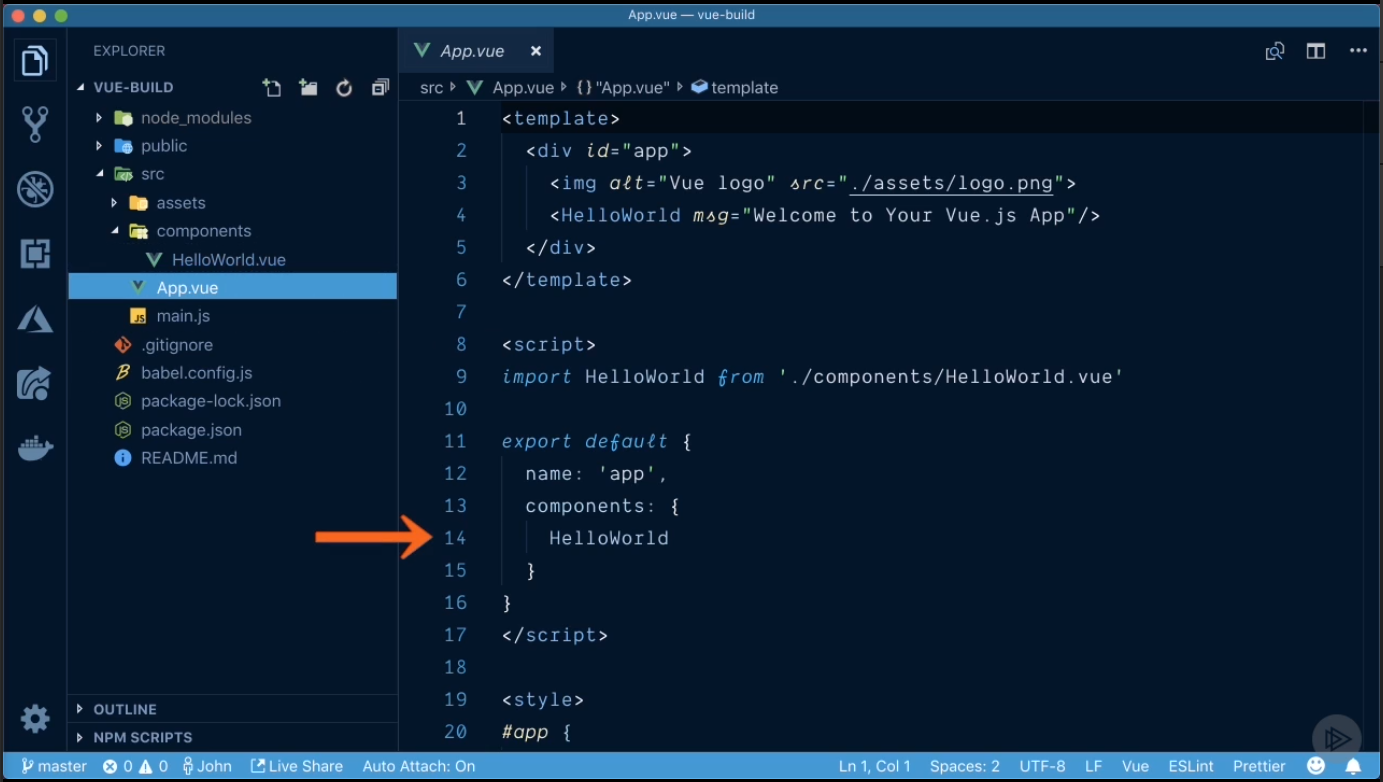 App.vue — vue-build
EXPLORER
VUE-BUILD
node_modules
public
src
assets
components
HelloWorld.vue
App.vue
main.js
JS
.gitignore
babel.config.js
B
package-lock.json
JS
package.json
JS
README.md
OUTLINE
NPM SCRIPTS
App.vue ×
src App.vue {} "App.vue" template
1 <template>
2 <div id="app">
3 <img alt="Vue logo" src="./assets/logo.png">
4 <HelloWorld msg="Welcome to Your Vue.js App"/>
5 </div>
6 </template>
7
8 <script>
9 import HelloWorld from './components/HelloWorld.vue'
10
11 export default {
12 name: 'app',
13 components: {
14 HelloWorld
15 }
16 }
17 </script>
18
19 <style>
20 #app {
master 0 0 John Live Share Auto Attach: On Ln 1, Col 1 Spaces: 2 UTF-8 LF Vue ESLint Prettier